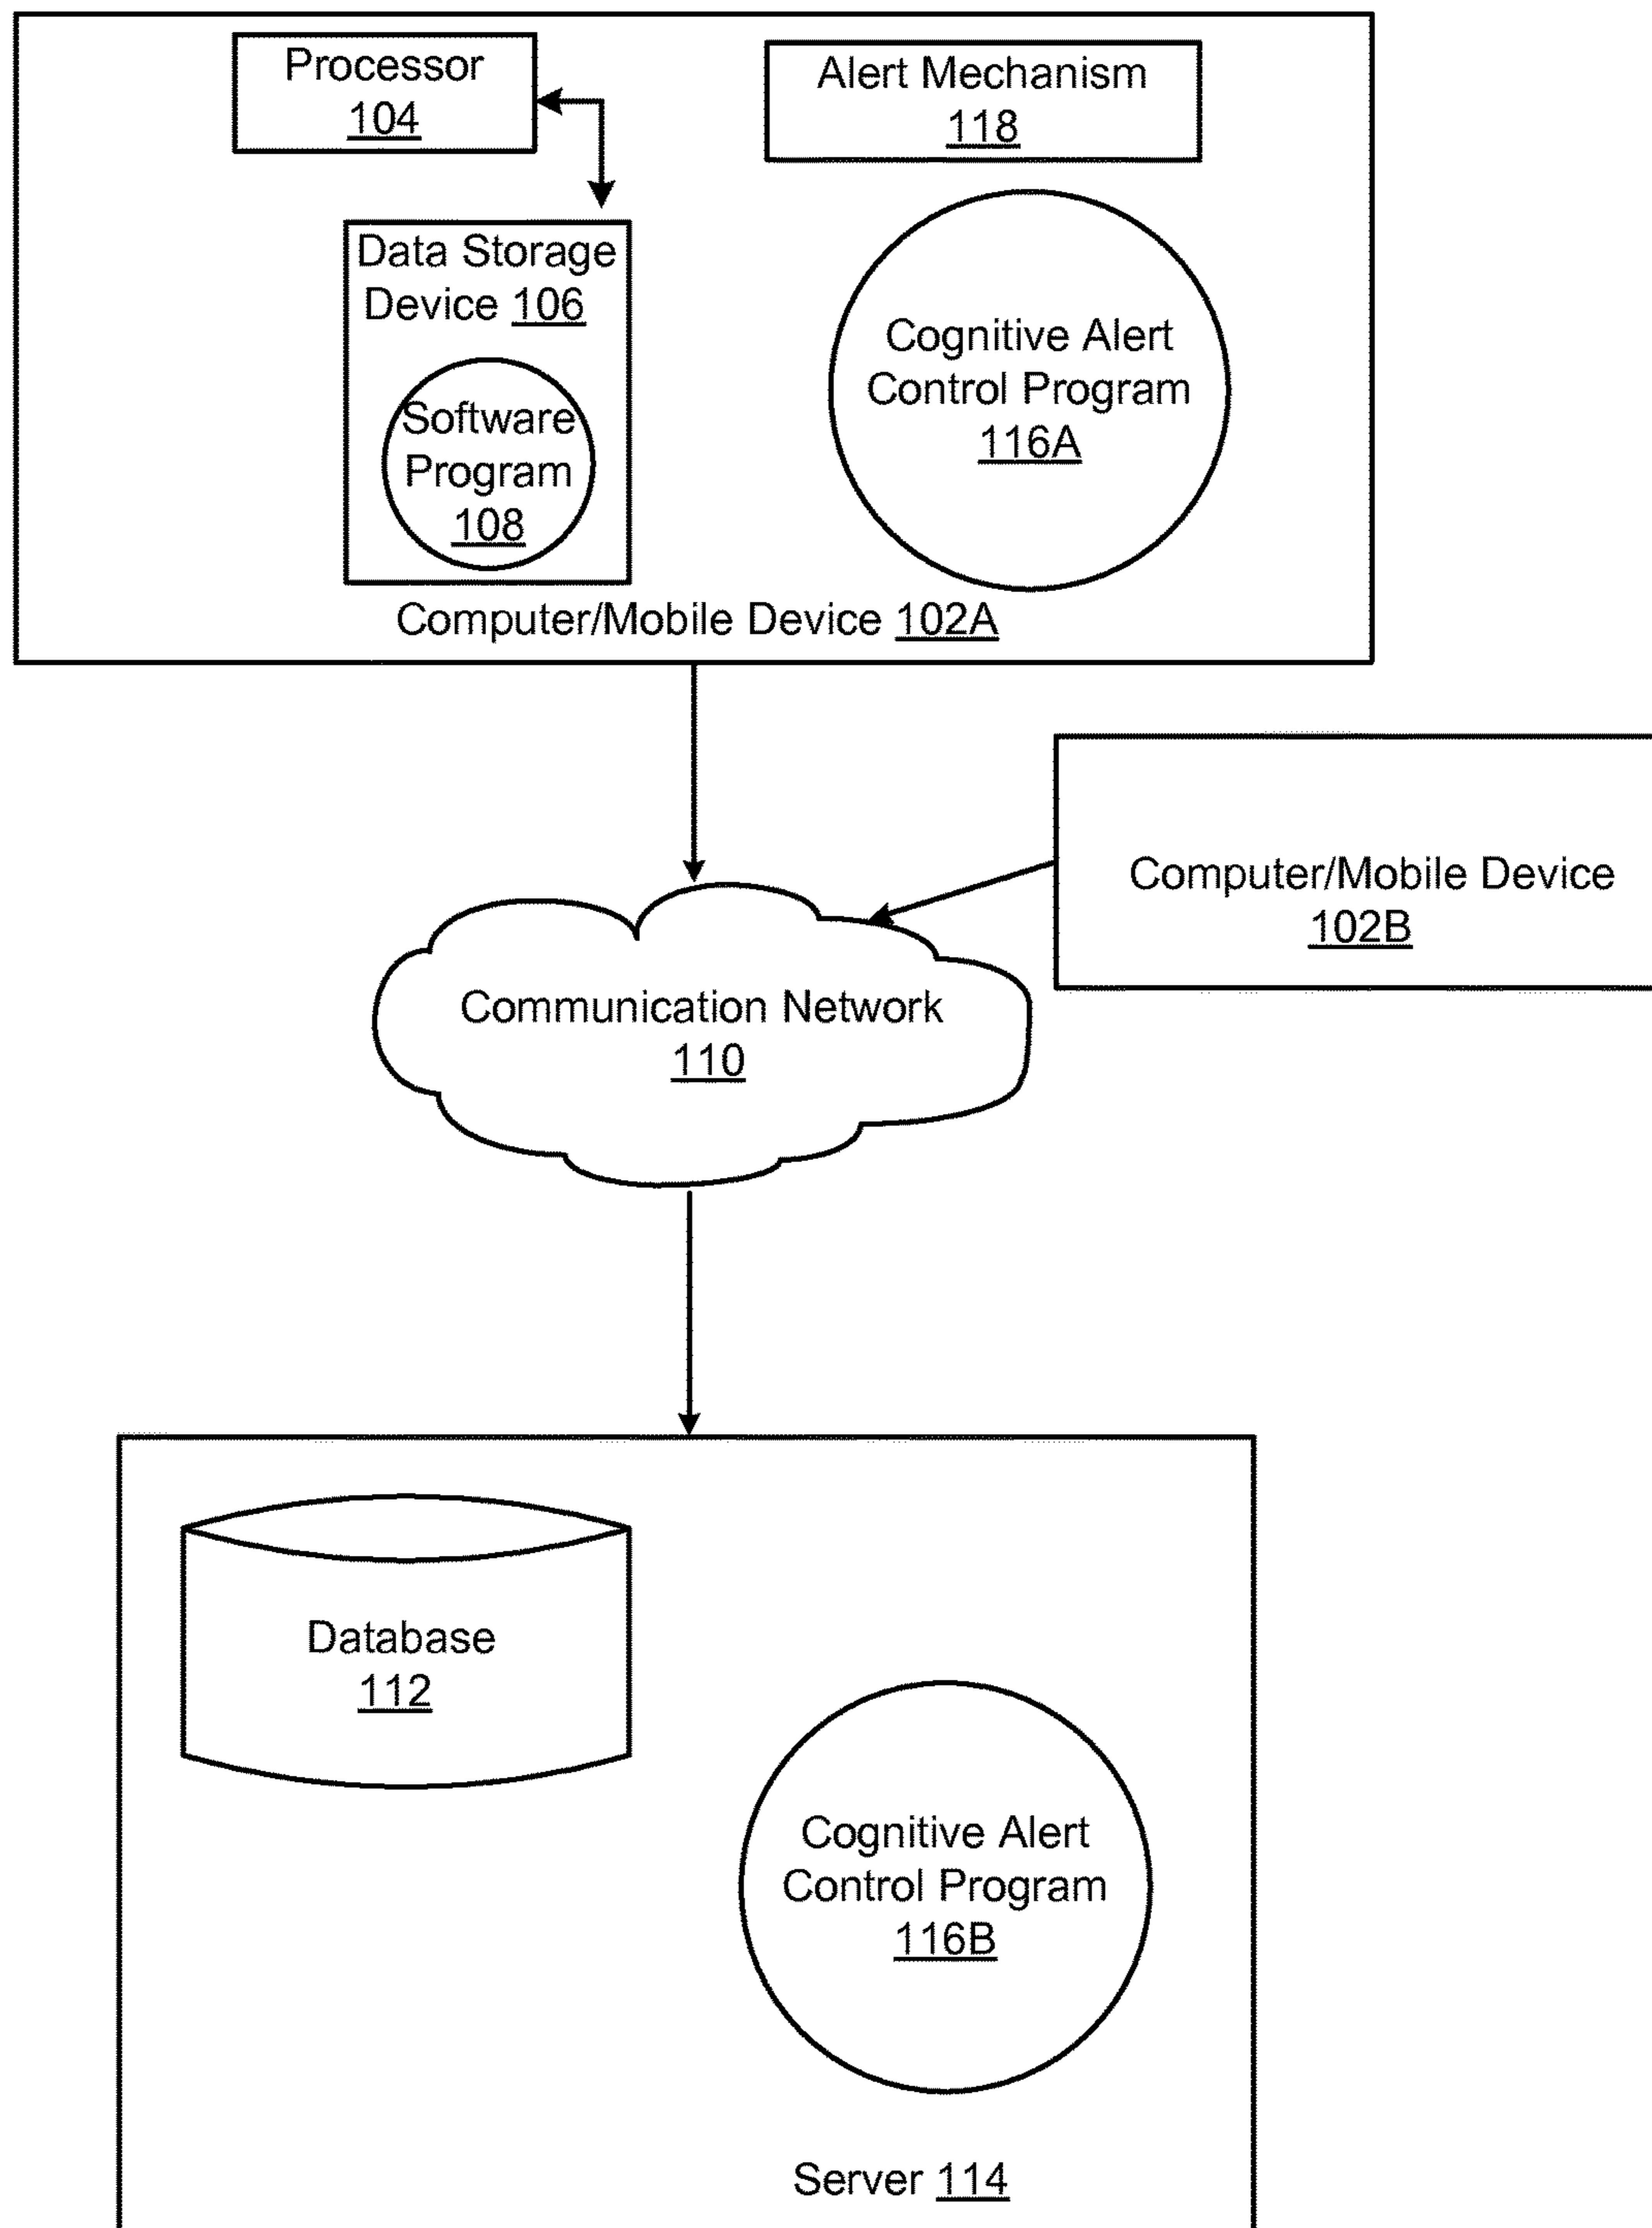 Processor
104
Alert Mechanism
118
Data Storage
Device 106
Software
Program
108
Cognitive Alert
Control Program
116A
Computer/Mobile Device 102A
Computer/Mobile Device
102B
Communication Network
110
Database
112
Cognitive Alert
Control Program
116B
Server 114